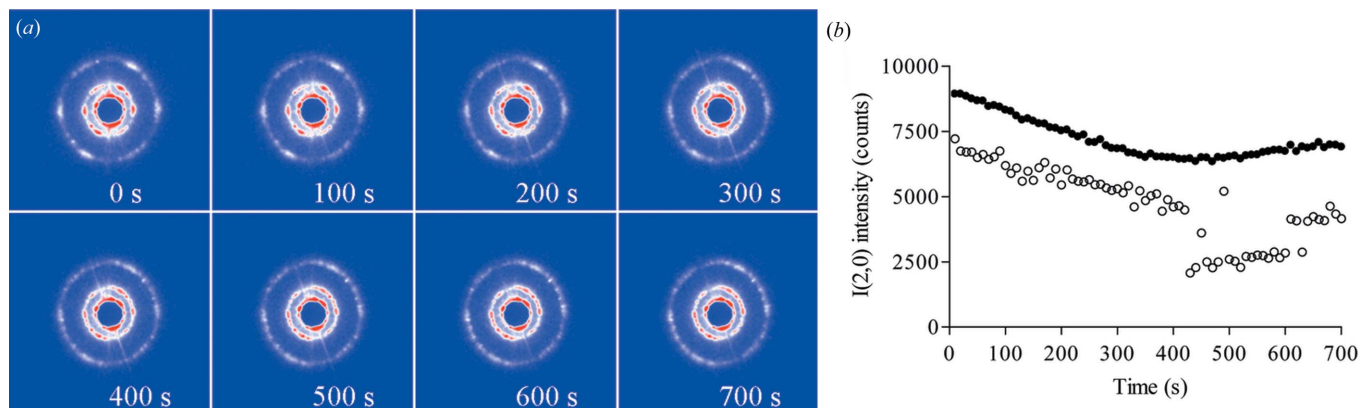 (a)
0 s
100 s
200 s
300 s
400 s
500 s
600 s
700 s
(b)
I(2,0) intensity (counts)
10000
7500
5000
2500
0
0 100 200 300 400 500 600 700
Time (s)